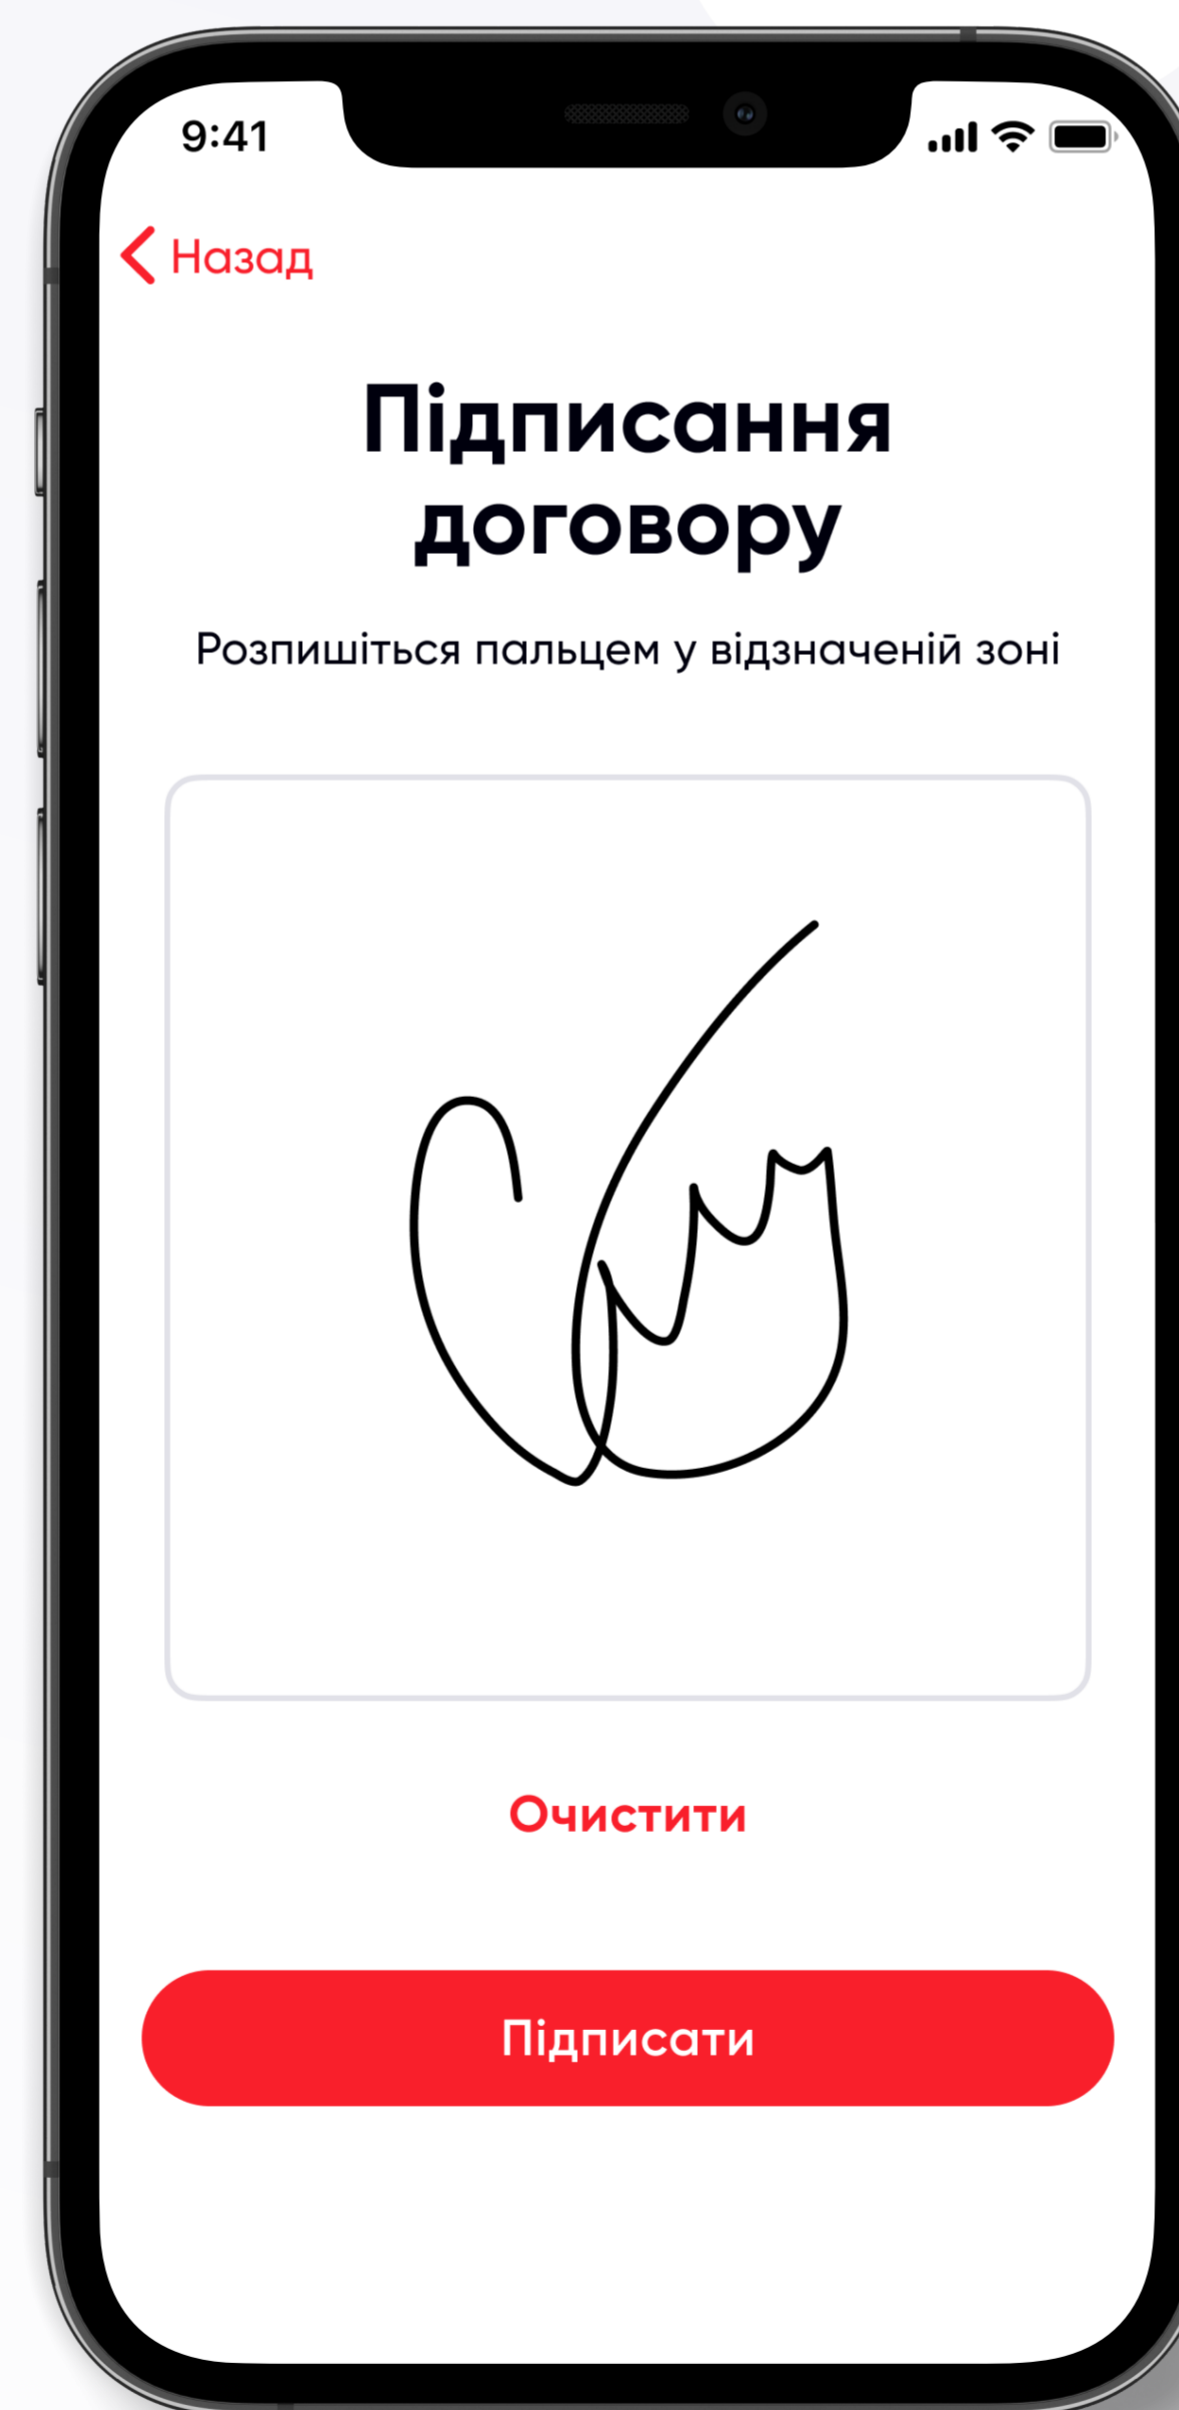 9:41
Назад
Підписання
договору
Розпишіться пальцем у відзначеній зоні
Очистити
Підписати